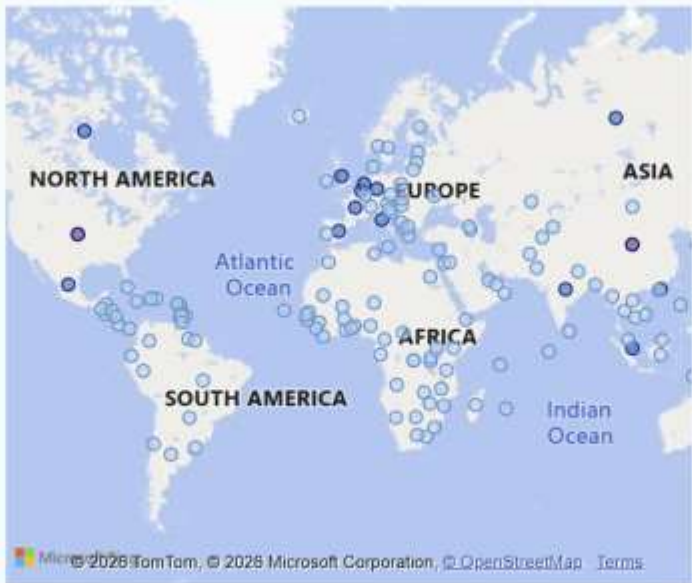 NORTH AMERICA
EUROPE
ASIA
Atlantic
Ocean
AFRICA
SOUTH AMERICA
Indian
Ocean
© 2026 TomTom, © 2026 Microsoft Corporation, © OpenStreetMap Terms